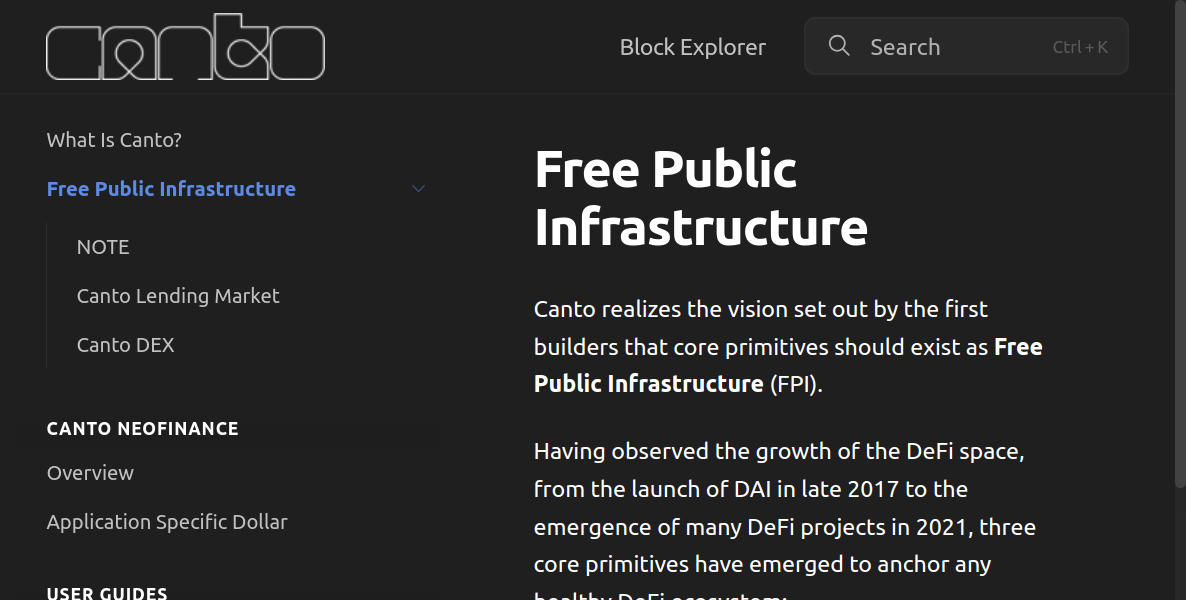 canto
Block Explorer
Search
Ctrl + K
What Is Canto?
Free Public Infrastructure
NOTE
Canto Lending Market
Canto DEX
CANTO NEOFINANCE
Overview
Application Specific Dollar
USER GUIDES
Free Public
Infrastructure
Canto realizes the vision set out by the first
builders that core primitives should exist as Free
Public Infrastructure (FPI).
Having observed the growth of the DeFi space,
from the launch of DAI in late 2017 to the
emergence of many DeFi projects in 2021, three
core primitives have emerged to anchor any
healthy DeFi ecosystem: